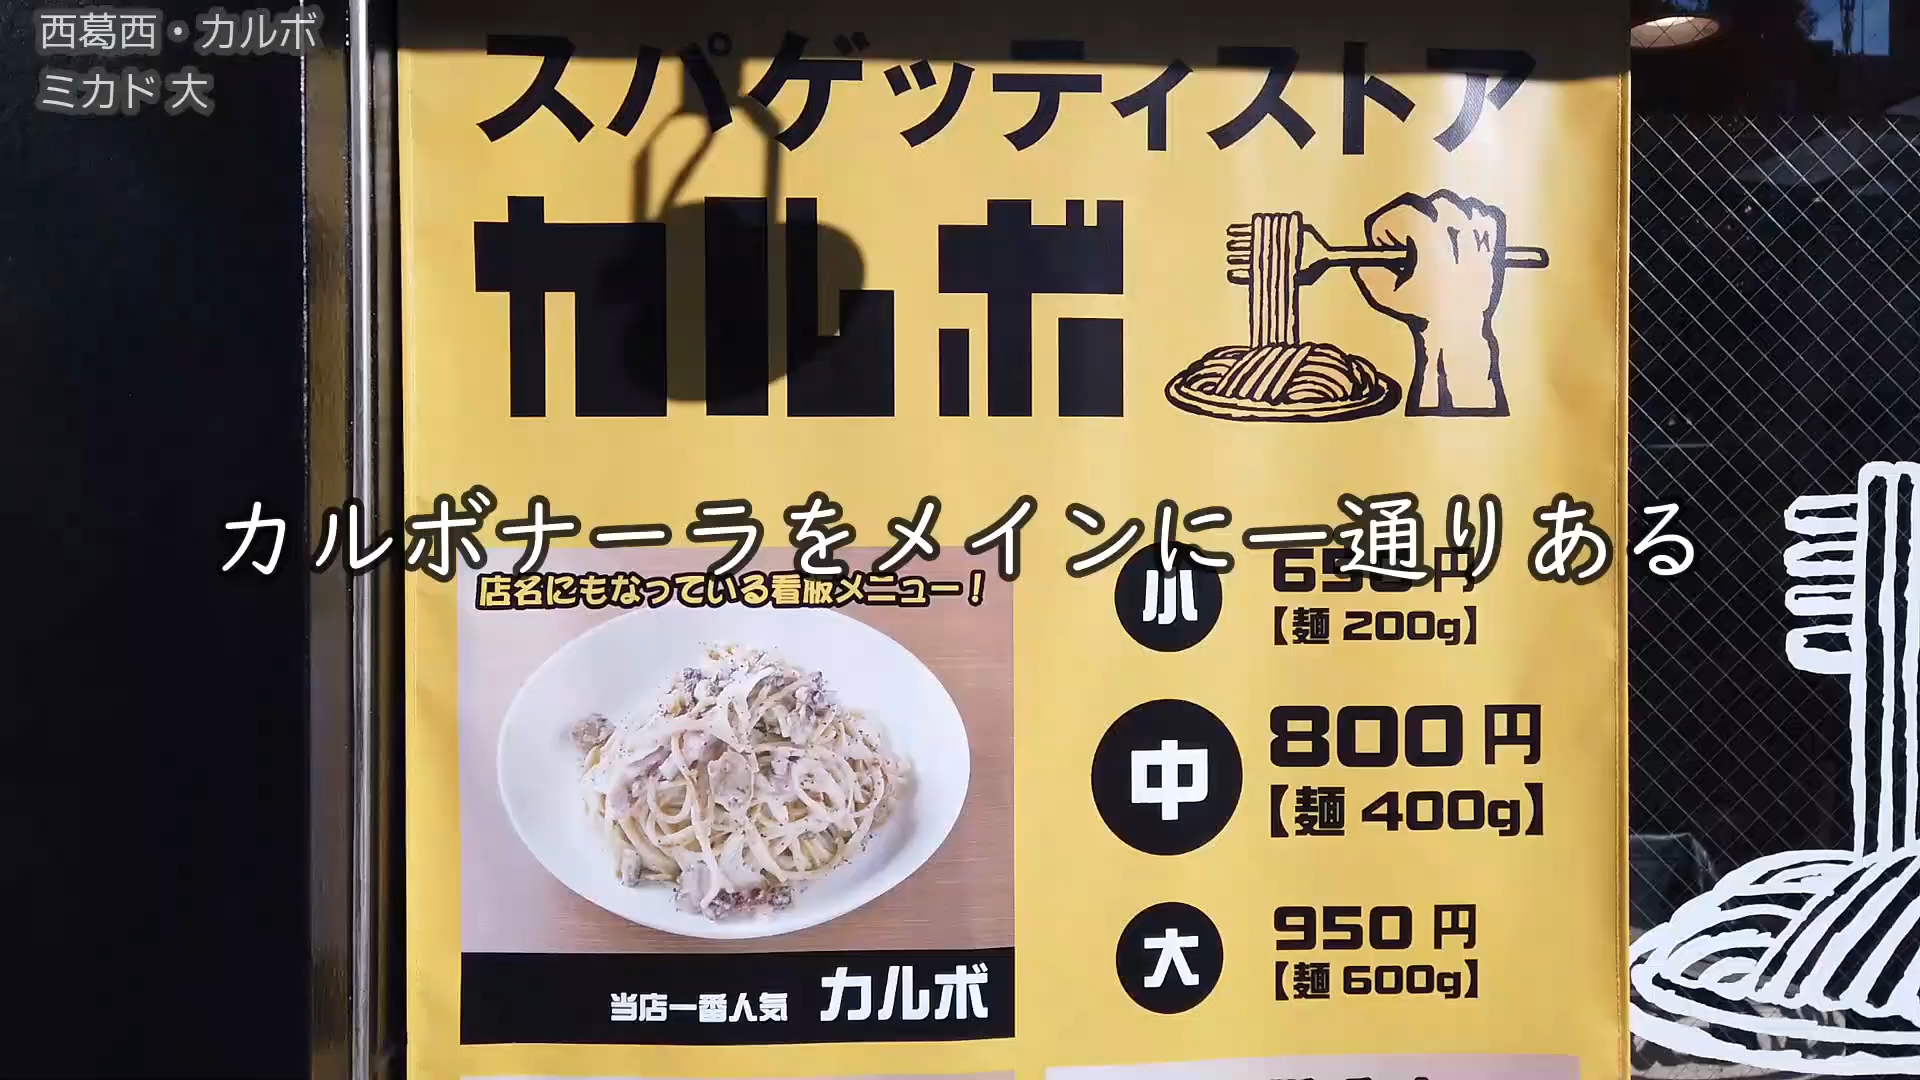 西葛西・カルボ
ミカド 大
スパゲッティストア
カルボ
カルボナーラをメインに一通りある
店名にもなっている看版メニュー!
当店一番人気 カルボ
小 円
【麺 200g】
中 800円
【麺 400g】
大 950円
【麺 600g】